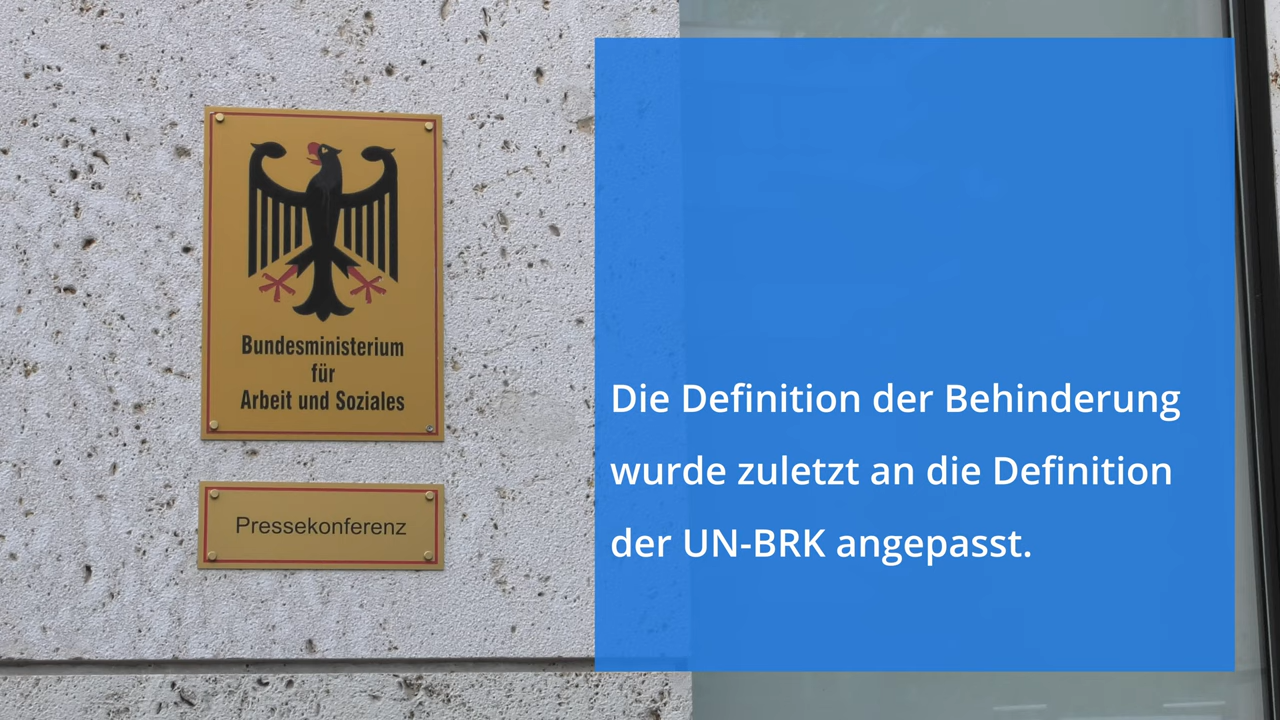 Bundesministerium
für
Arbeit und Soziales
Pressekonferenz
Die Definition der Behinderung
wurde zuletzt an die Definition
der UN-BRK angepasst.